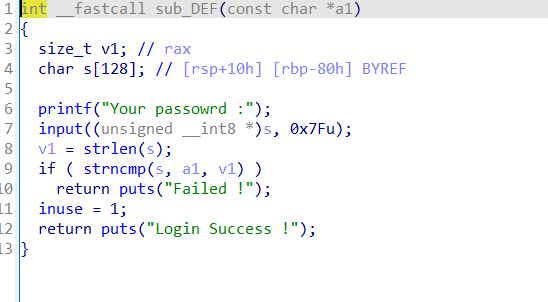 1 int __fastcall sub_DEF(const char *a1)
2 {
3 size_t v1; // rax
4 char s[128]; // [rsp+10h] [rbp-80h] BYREF
5
6 printf("Your passowrd :");
7 input((unsigned __int8 *)s, 0x7Fu);
8 v1 = strlen(s);
9 if ( strncmp(s, a1, v1) )
10 return puts("Failed !");
11 inuse = 1;
12 return puts("Login Success !");
13 }